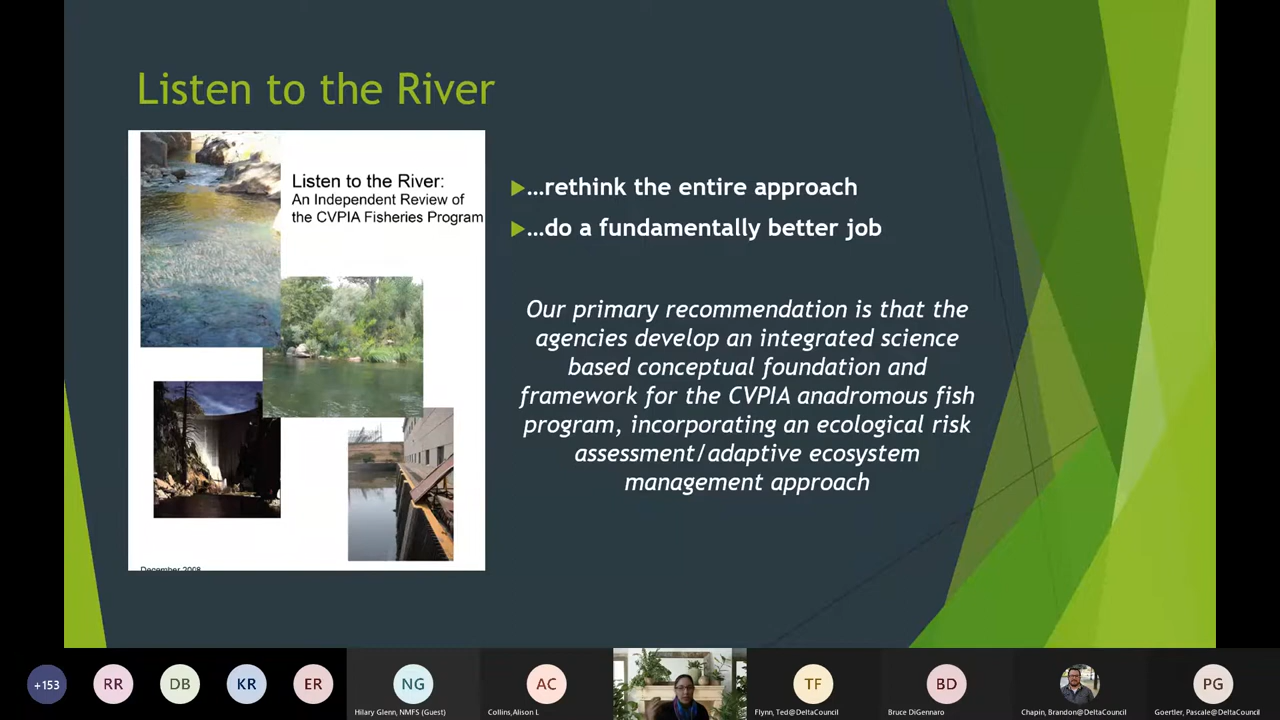 Listen to the River
Listen to the River:
An Independent Review of
the CVPIA Fisheries Program
December 2008
...rethink the entire approach
...do a fundamentally better job
Our primary recommendation is that the
agencies develop an integrated science
based conceptual foundation and
framework for the CVPIA anadromous fish
program, incorporating an ecological risk
assessment/adaptive ecosystem
management approach
+153
RR
DB
KR
ER
NG
AC
TF
BD
PG
Hilary Glenn, NMFS (Guest)
Collins,Alison L
Flynn, Ted@DeltaCouncil
Bruce DiGennaro
Chapin, Brandon@DeltaCouncil
Goertler, Pascale@DeltaCouncil